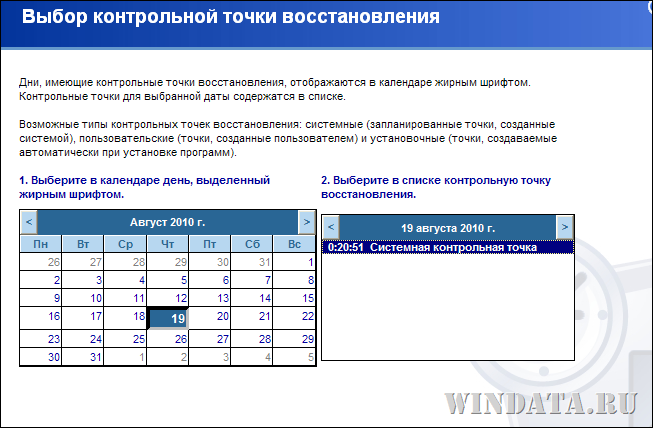 Выбор контрольной точки восстановления
Дни, имеющие контрольные точки восстановления, отображаются в календаре жирным шрифтом.
Контрольные точки для выбранной даты содержатся в списке.
Возможные типы контрольных точек восстановления: системные (запланированные точки, созданные
системой), пользовательские (точки, созданные пользователем) и установочные (точки, создаваемые
автоматически при установке программ).
1. Выберите в календаре день, выделенный
жирным шрифтом.
< Август 2010 г. >
Пн Вт Ср Чт Пт Сб Вс
26 27 28 29 30 31 1
2 3 4 5 6 7 8
9 10 11 12 13 14 15
16 17 18 19 20 21 22
23 24 25 26 27 28 29
30 31 1 2 3 4 5
2. Выберите в списке контрольную точку
восстановления.
< 19 августа 2010 г. >
0:20:51 Системная контрольная точка
WINDATA.RU